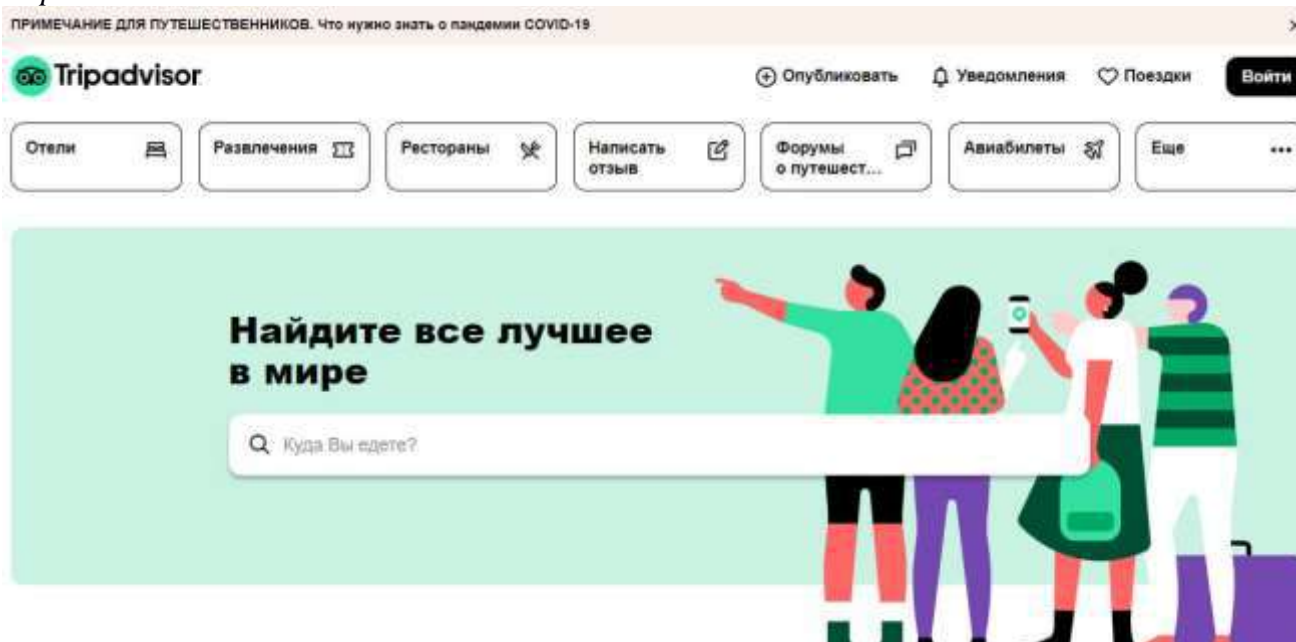 ПРИМЕЧАНИЕ ДЛЯ ПУТЕШЕСТВЕННИКОВ. Что нужно знать о пандемии COVID-19
Tripadvisor
Опубликовать Уведомления Поездки Войти
Отели Развлечения Рестораны Написать отзыв Форумы о путешест... Авиабилеты Еще
Найдите все лучшее
в мире
Куда Вы едете?